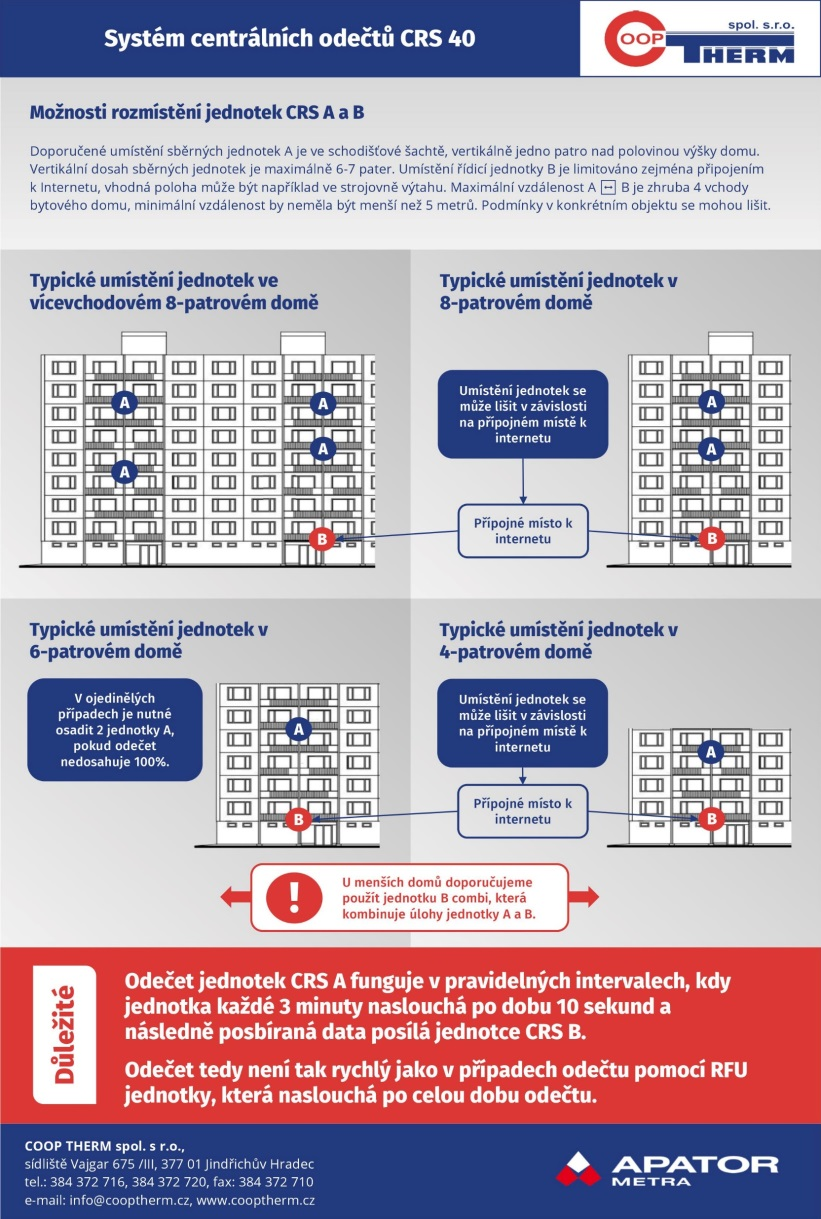 Systém centrálních odečtů CRS 40
spol. s.r.o.
COOP
THERM
Možnosti rozmístění jednotek CRS A a B
Doporučené umístění sběrných jednotek A je ve schodišťové šachtě, vertikálně jedno patro nad polovinou výšky domu.
Vertikální dosah sběrných jednotek je maximálně 6-7 pater. Umístění řídicí jednotky B je limitováno zejména připojením
k Internetu, vhodná poloha může být například ve strojovně výtahu. Maximální vzdálenost A ↔ B je zhruba 4 vchody
bytového domu, minimální vzdálenost by neměla být menší než 5 metrů. Podmínky v konkrétním objektu se mohou lišit.
Typické umístění jednotek ve
vícevchodovém 8-patrovém domě
A
A
A
A
B
Typické umístění jednotek v
8-patrovém domě
Umístění jednotek se
může lišit v závislosti
na přípojném místě k
internetu
Přípojné místo k
internetu
A
A
B
Typické umístění jednotek v
6-patrovém domě
V ojedinělých
případech je nutné
osadit 2 jednotky A,
pokud odečet
nedosahuje 100%.
A
B
Typické umístění jednotek v
4-patrovém domě
Umístění jednotek se
může lišit v závislosti
na přípojném místě k
internetu
Přípojné místo k
internetu
A
B
!
U menších domů doporučujeme
použít jednotku B combi, která
kombinuje úlohy jednotky A a B.
Důležité
Odečet jednotek CRS A funguje v pravidelných intervalech, kdy
jednotka každé 3 minuty naslouchá po dobu 10 sekund a
následně posbíraná data posílá jednotce CRS B.
Odečet tedy není tak rychlý jako v případech odečtu pomocí RFU
jednotky, která naslouchá po celou dobu odečtu.
COOP THERM spol. s r.o.,
sídliště Vajgar 675 /III, 377 01 Jindřichův Hradec
tel.: 384 372 716, 384 372 720, fax: 384 372 710
e-mail: info@cooptherm.cz, www.cooptherm.cz
APATOR
METRA